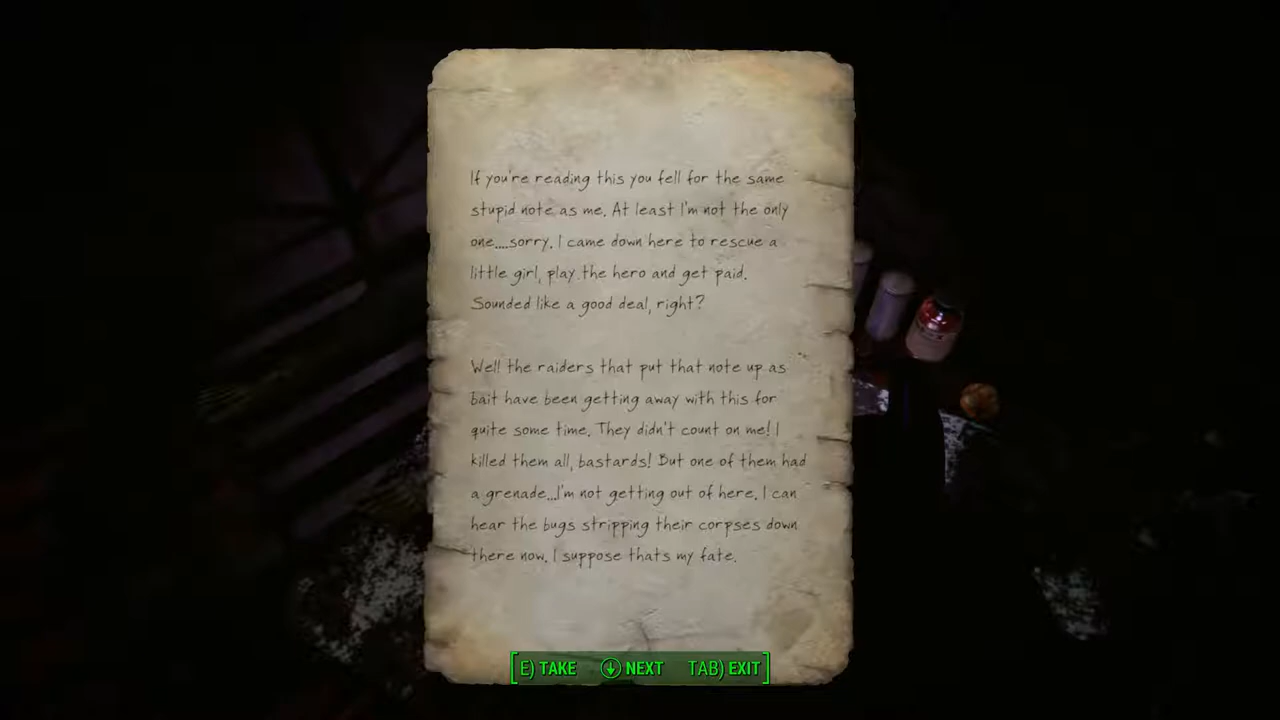 If you're reading this you fell for the same
stupid note as me. At least I'm not the only
one....sorry. I came down here to rescue a
little girl, play the hero and get paid.
Sounded like a good deal, right?
Well the raiders that put that note up as
bait have been getting away with this for
quite some time. They didn't count on me! I
killed them all, bastards! But one of them had
a grenade...I'm not getting out of here. I can
hear the bugs stripping their corpses down
there now. I suppose thats my fate.
E) TAKE NEXT TAB) EXIT